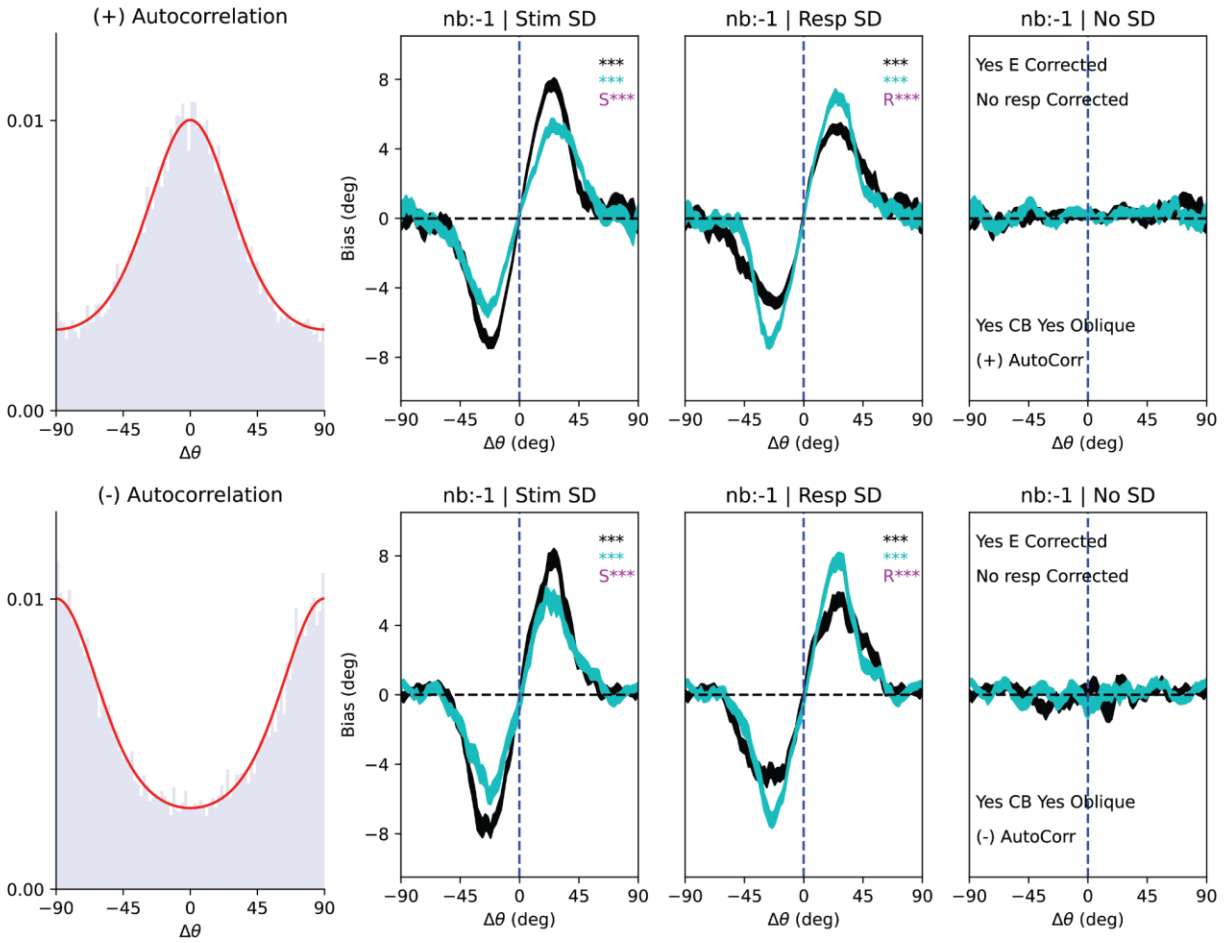 (+) Autocorrelation
nb:-1 | Stim SD
nb:-1 | Resp SD
nb:-1 | No SD
0.01
0.00
−90 −45 0 45 90
Δθ
Bias (deg)
8
4
0
−4
−8
***
***
S***
−90 −45 0 45 90
Δθ (deg)
***
***
R***
−90 −45 0 45 90
Δθ (deg)
Yes E Corrected
No resp Corrected
Yes CB Yes Oblique
(+) AutoCorr
−90 −45 0 45 90
Δθ (deg)
(-) Autocorrelation
nb:-1 | Stim SD
nb:-1 | Resp SD
nb:-1 | No SD
0.01
0.00
−90 −45 0 45 90
Δθ
Bias (deg)
8
4
0
−4
−8
***
***
S***
−90 −45 0 45 90
Δθ (deg)
***
***
R***
−90 −45 0 45 90
Δθ (deg)
Yes E Corrected
No resp Corrected
Yes CB Yes Oblique
(-) AutoCorr
−90 −45 0 45 90
Δθ (deg)